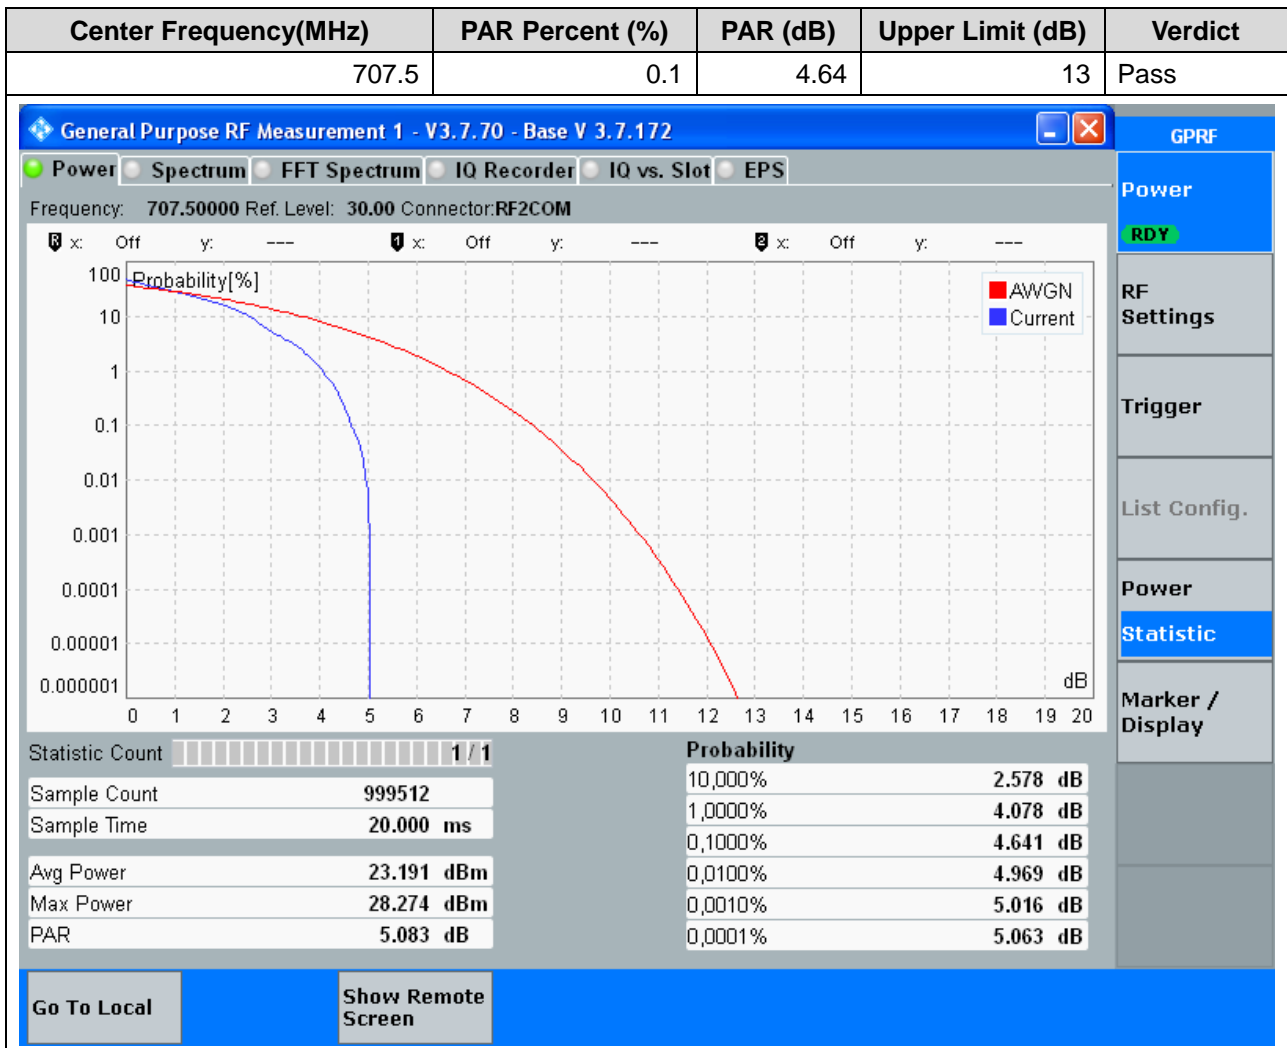 Center Frequency(MHz) PAR Percent (%) PAR (dB) Upper Limit (dB) Verdict
707.5 0.1 4.64 13 Pass
General Purpose RF Measurement 1 - V3.7.70 - Base V 3.7.172
GPRF
Power Spectrum FFT Spectrum IQ Recorder IQ vs. Slot EPS
Frequency: 707.50000 Ref. Level: 30.00 Connector:RF2COM
R x: Off y: --- 1 x: Off y: --- 2 x: Off y: ---
Probability[%]
AWGN
Current
100
10
1
0.1
0.01
0.001
0.0001
0.00001
0.000001
dB
0 1 2 3 4 5 6 7 8 9 10 11 12 13 14 15 16 17 18 19 20
Statistic Count 1 / 1
Sample Count 999512
Sample Time 20.000 ms
Avg Power 23.191 dBm
Max Power 28.274 dBm
PAR 5.083 dB
Probability
10,000% 2.578 dB
1,0000% 4.078 dB
0,1000% 4.641 dB
0,0100% 4.969 dB
0,0010% 5.016 dB
0,0001% 5.063 dB
Power
RDY
RF
Settings
Trigger
List Config.
Power
Statistic
Marker /
Display
Go To Local
Show Remote
Screen